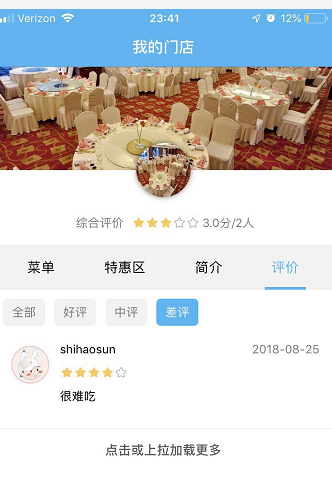 Verizon 23:41 12%
我的门店
综合评价 3.0分/2人
菜单 特惠区 简介 评价
全部 好评 中评 差评
shihaosun 2018-08-25
很难吃
点击或上拉加载更多